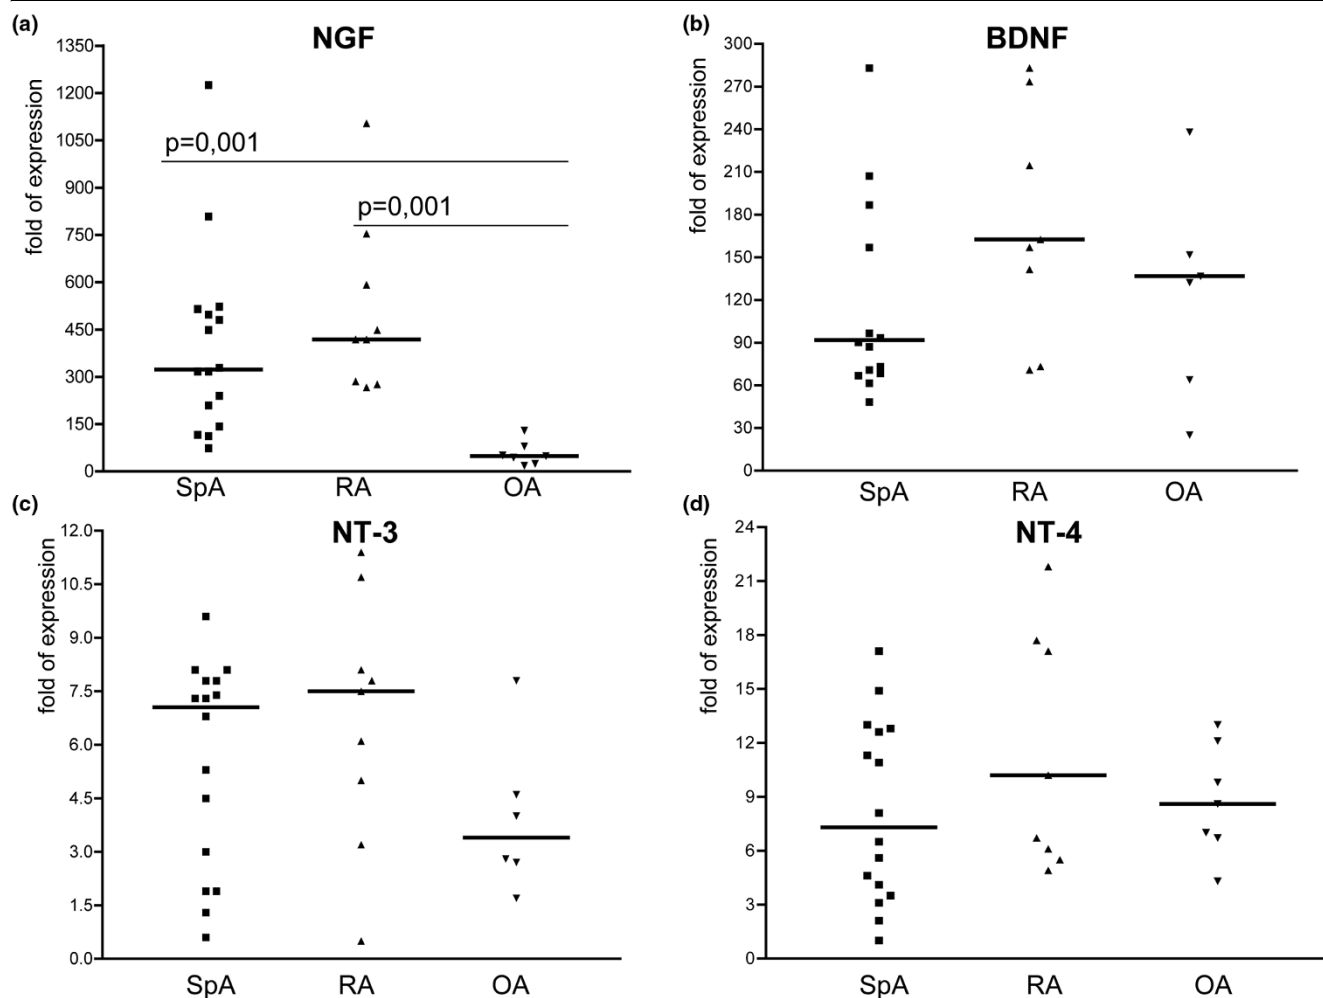 (a)
NGF
fold of expression
1350
1200
1050
900
750
600
450
300
150
0
p=0,001
p=0,001
SpA RA OA
(b)
BDNF
fold of expression
300
270
240
210
180
150
120
90
60
30
0
SpA RA OA
(c)
NT-3
fold of expression
12.0
10.5
9.0
7.5
6.0
4.5
3.0
1.5
0.0
SpA RA OA
(d)
NT-4
fold of expression
24
21
18
15
12
9
6
3
0
SpA RA OA